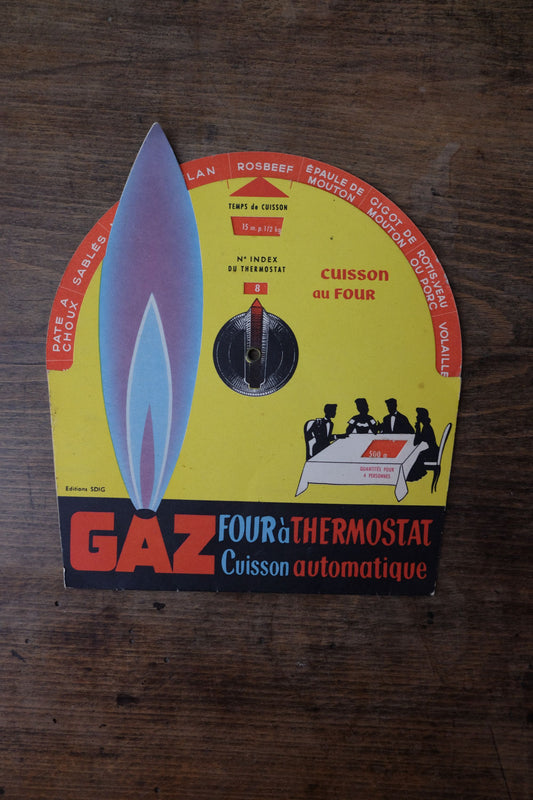 PATE A
CHOUX
SABLÉS
LAN
ROSBEEF
ÉPAULE DE
MOUTON
GIGOT DE
MOUTON
ROTIS-VEAU
OU PORC
VOLAILLE
TEMPS de CUISSON
15 m. p. 1/2 kg
N° INDEX
DU THERMOSTAT
8
CUISSON
au FOUR
500 g
QUANTITÉS POUR
4 PERSONNES
Editions SDIG
GAZ
FOUR à THERMOSTAT
Cuisson automatique